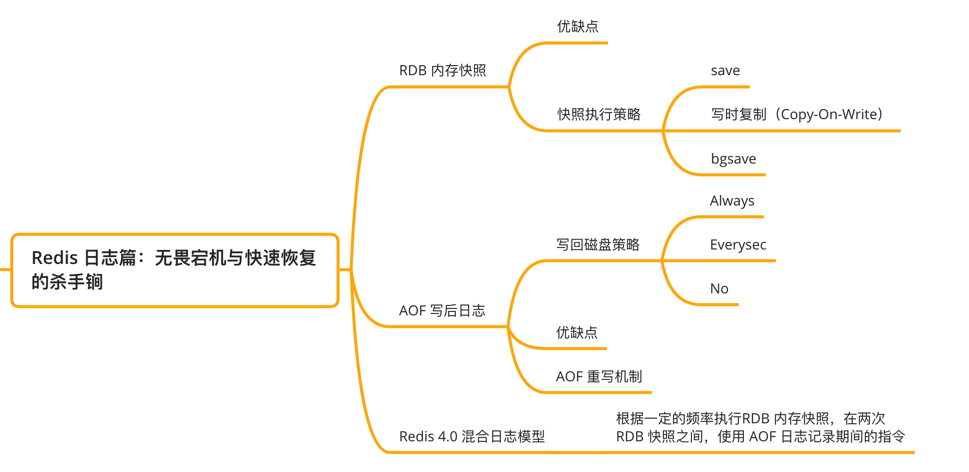 优缺点
RDB 内存快照
save
快照执行策略
写时复制（Copy-On-Write）
bgsave
Always
写回磁盘策略
Everysec
Redis 日志篇：无畏宕机与快速恢复
的杀手锏
No
AOF 写后日志
优缺点
AOF 重写机制
Redis 4.0 混合日志模型
根据一定的频率执行RDB 内存快照，在两次
RDB 快照之间，使用 AOF 日志记录期间的指令